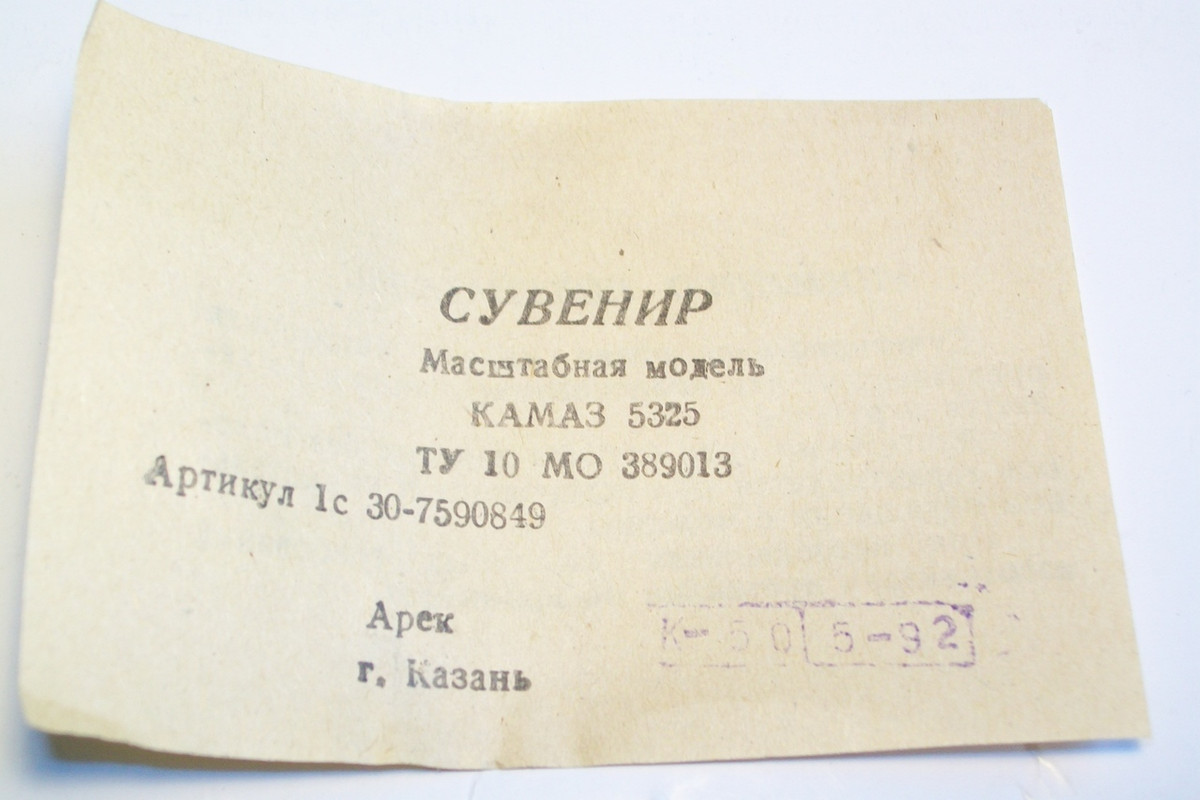 СУВЕНИР
Масштабная модель
КАМАЗ 5325
ТУ 10 МО 389013
Артикул 1с 30-7590849
Арек
г. Казань
К-50 5-92